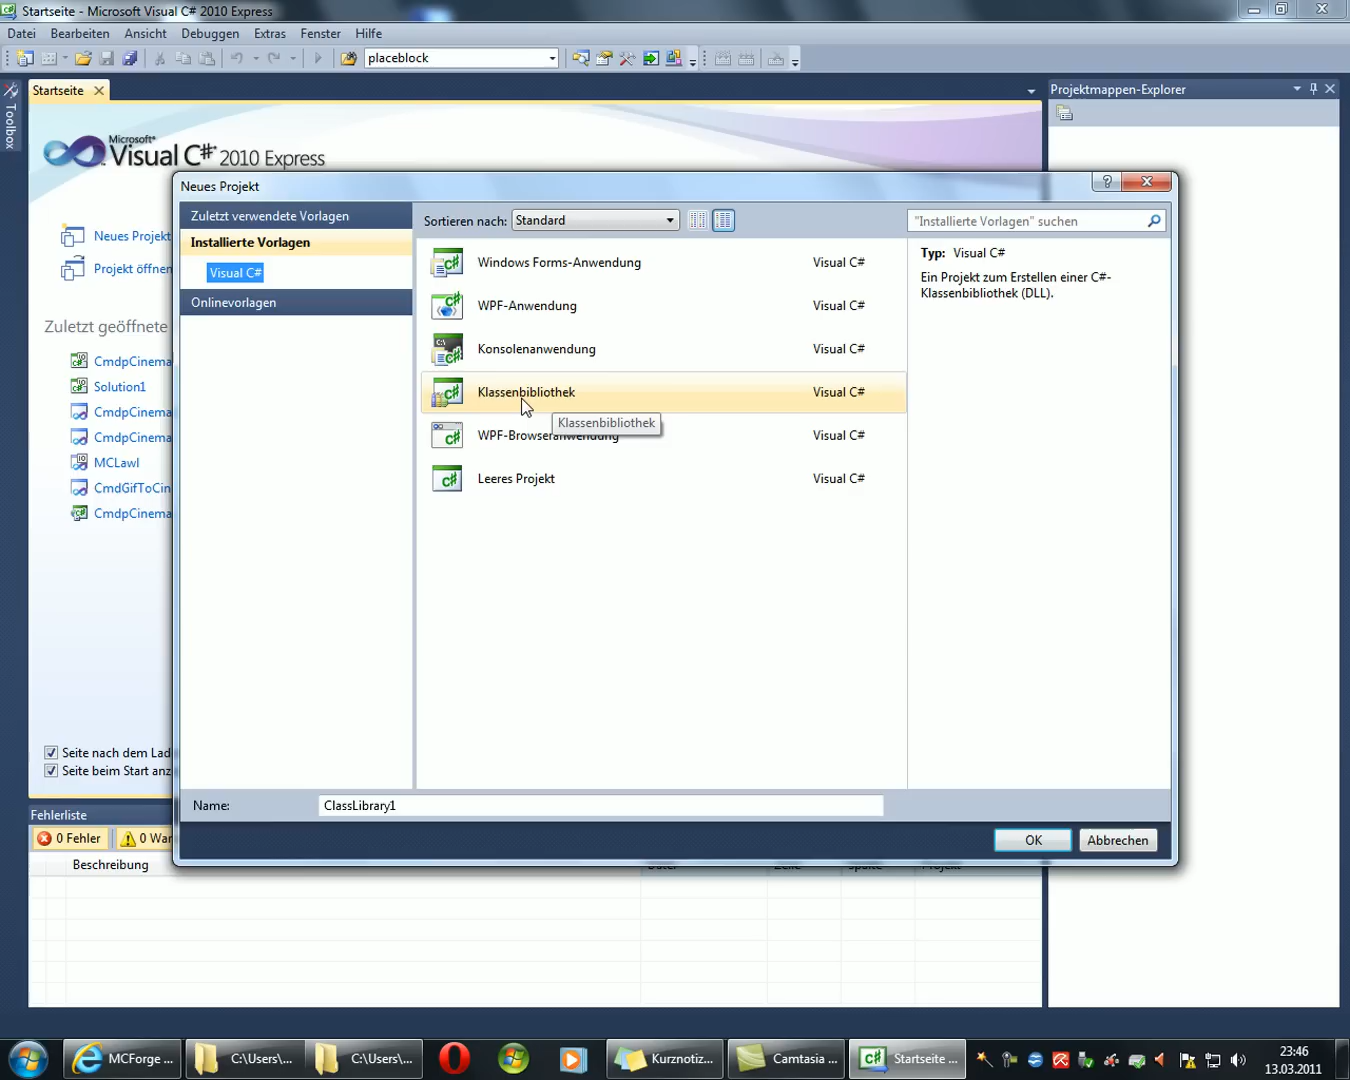 Startseite - Microsoft Visual C# 2010 Express
Datei Bearbeiten Ansicht Debuggen Extras Fenster Hilfe
placeblock
Startseite
Projektmappen-Explorer
Toolbox
Microsoft®
Visual C#® 2010 Express
Neues Projekt
Zuletzt verwendete Vorlagen
Installierte Vorlagen
Visual C#
Onlinevorlagen
Sortieren nach: Standard
"Installierte Vorlagen" suchen
Windows Forms-Anwendung Visual C#
WPF-Anwendung Visual C#
Konsolenanwendung Visual C#
Klassenbibliothek Visual C#
Klassenbibliothek
WPF-Browseranwendung Visual C#
Leeres Projekt Visual C#
Typ: Visual C#
Ein Projekt zum Erstellen einer C#-
Klassenbibliothek (DLL).
Name: ClassLibrary1
OK Abbrechen
Neues Projekt
Projekt öffnen
Zuletzt geöffnete
CmdpCinema
Solution1
CmdpCinema
CmdpCinema
MCLawl
CmdGifToCin
CmdpCinema
Seite nach dem Lad
Seite beim Start anz
Fehlerliste
0 Fehler 0 War
Beschreibung Datei Zeile Spalte Projekt
MCForge ... C:\Users\... C:\Users\... Kurznotiz... Camtasia ... Startseite ...
23:46
13.03.2011